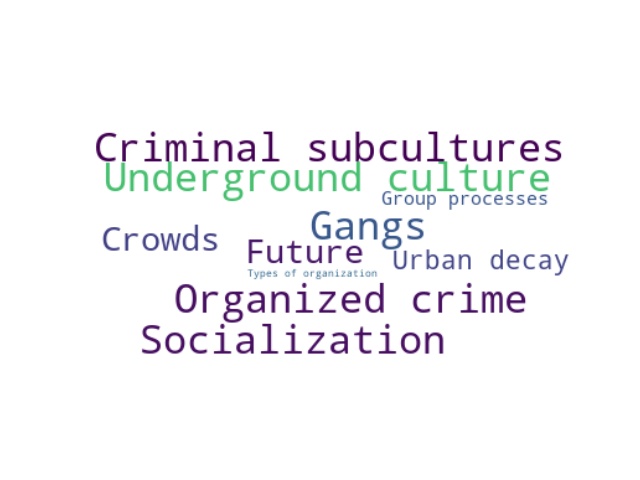 Criminal subcultures
Underground culture
Group processes
Gangs
Crowds
Future
Urban decay
Types of organization
Organized crime
Socialization